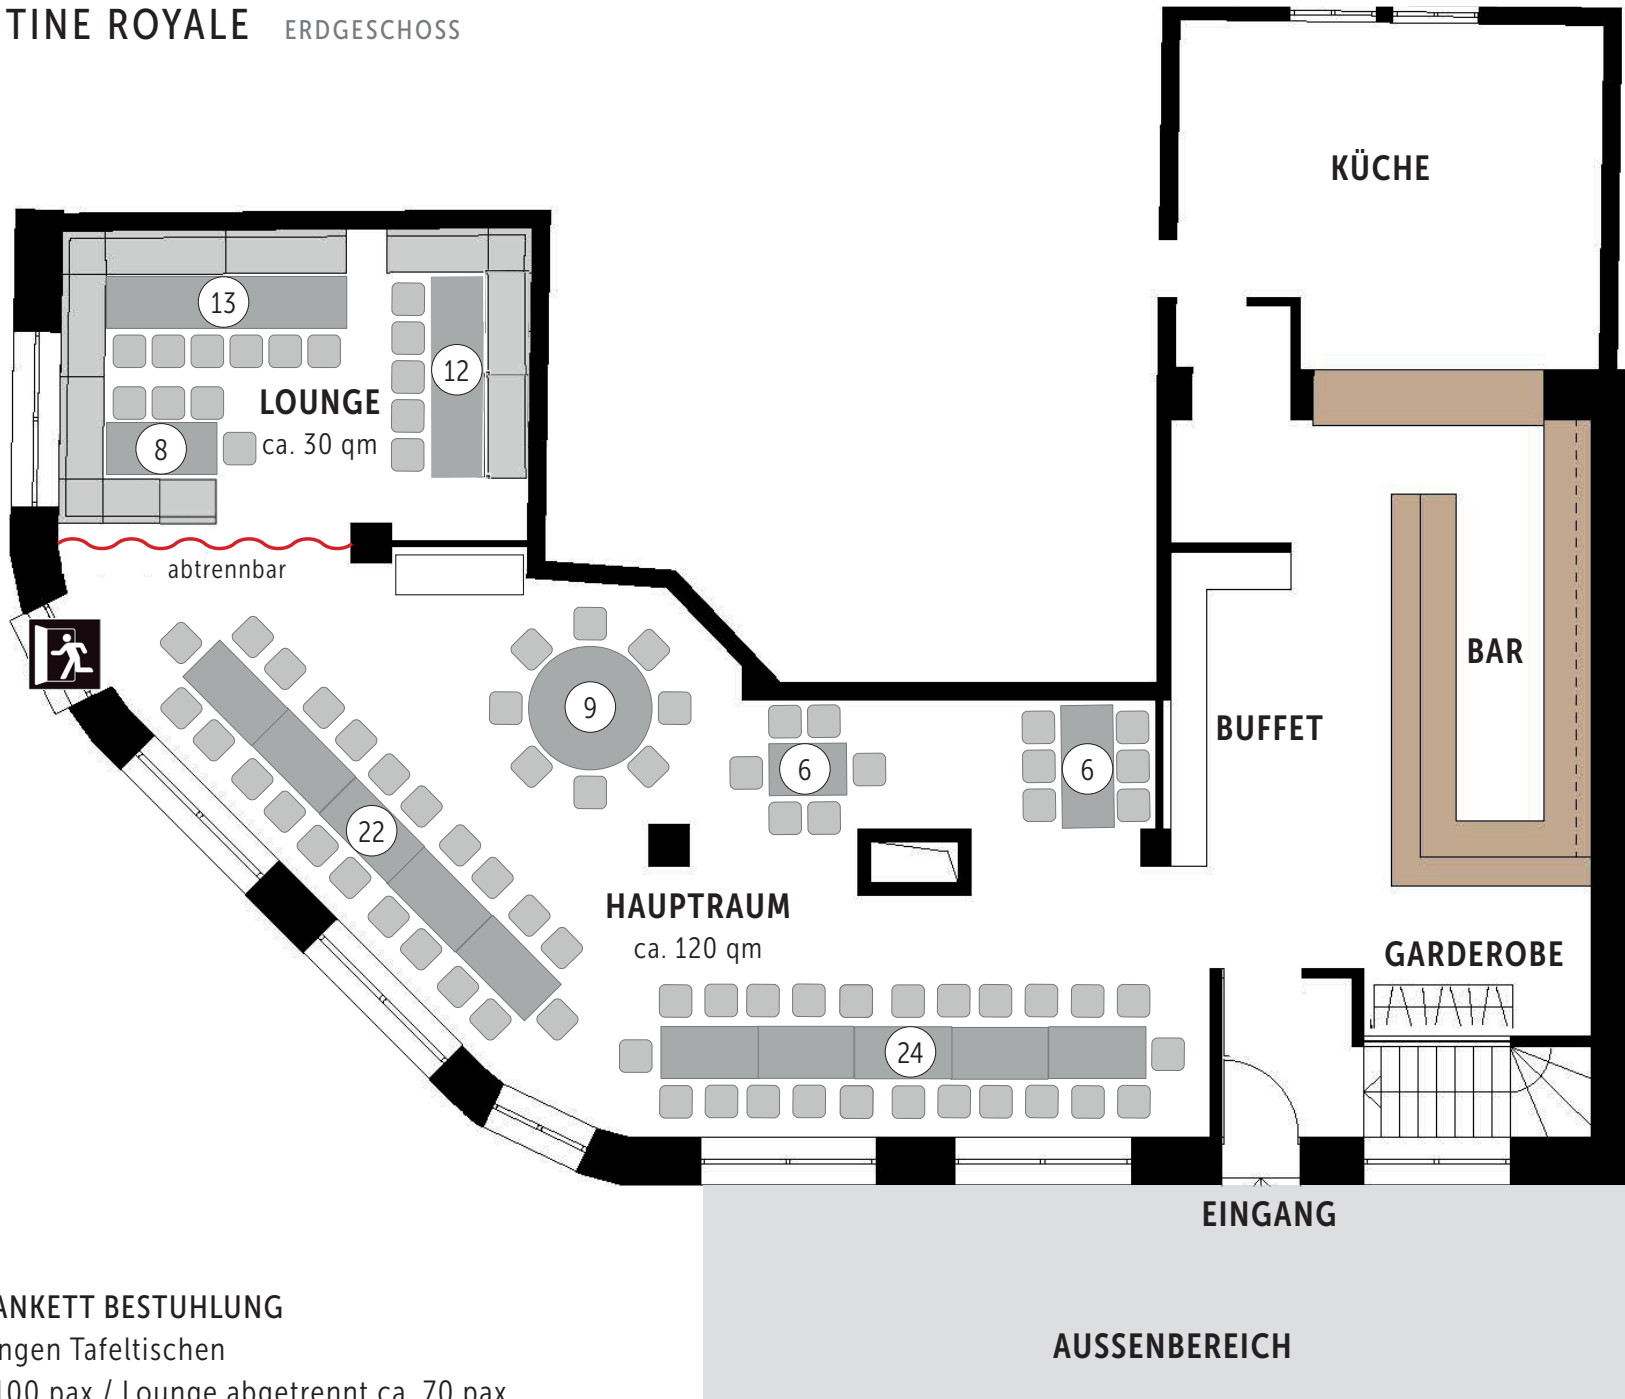 TINE ROYALE ERDGESCHOSS
KÜCHE
13
12
LOUNGE
ca. 30 qm
8
abtrennbar
9
6
6
BUFFET
BAR
22
HAUPTRAUM
ca. 120 qm
GARDEROBE
24
EINGANG
ANKETT BESTUHLUNG
ngen Tafeltischen
100 pax / Lounge abgetrennt ca. 70 pax
AUSSENBEREICH